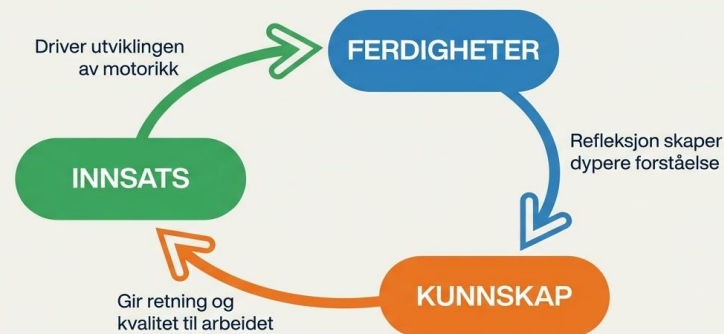 Driver utviklingen
av motorikk
FERDIGHETER
Refleksjon skaper
dypere forståelse
INNSATS
KUNNSKAP
Gir retning og
kvalitet til arbeidet